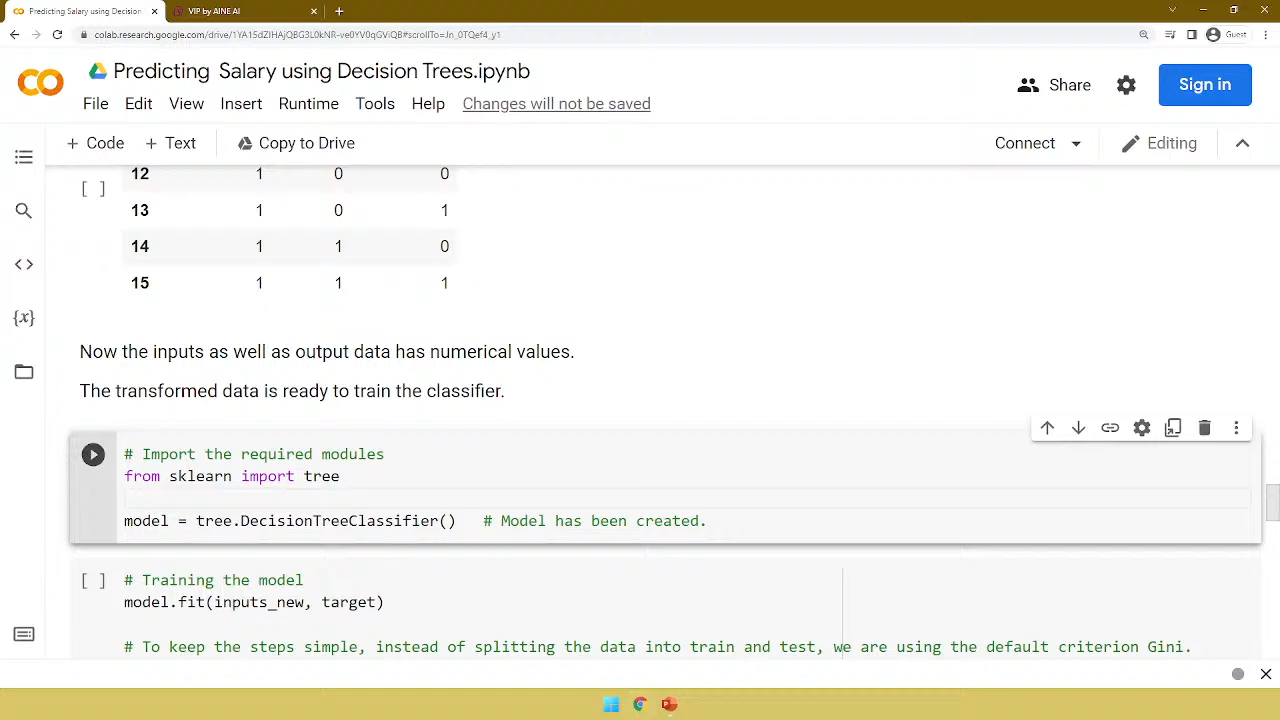 Predicting Salary using Decision
VIP by AINE AI
colab.research.google.com/drive/1YA15dZIHAjQBG3L0kNR-ve0YV0qGViQB#scrollTo=Jn_0TQef4_y1
Guest
Predicting  Salary using Decision Trees.ipynb
Share
Sign in
File Edit View Insert Runtime Tools Help Changes will not be saved
+ Code + Text Copy to Drive
Connect
Editing
[ ]
12 1 0 0
13 1 0 1
14 1 1 0
15 1 1 1
Now the inputs as well as output data has numerical values.
The transformed data is ready to train the classifier.
# Import the required modules
from sklearn import tree
model = tree.DecisionTreeClassifier()   # Model has been created.
[ ]
# Training the model
model.fit(inputs_new, target)
# To keep the steps simple, instead of splitting the data into train and test, we are using the default criterion Gini.